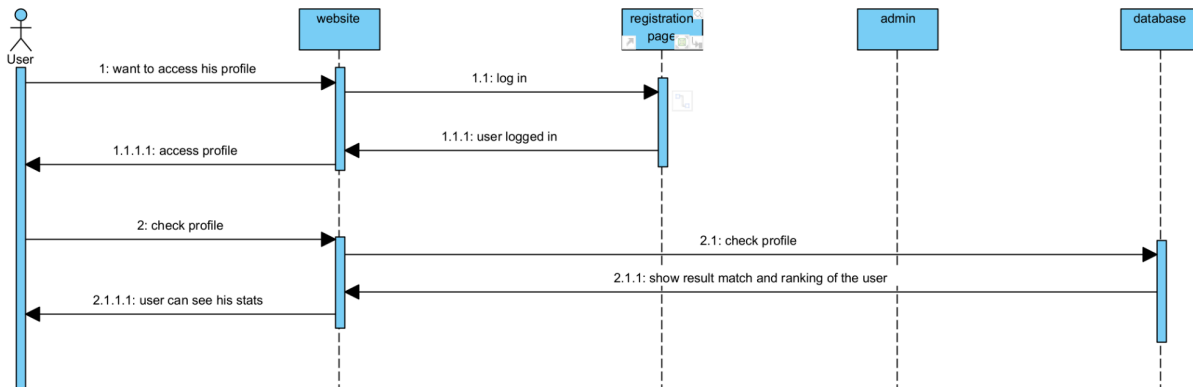 User
website
registration
page
admin
database
1: want to access his profile
1.1: log in
1.1.1: user logged in
1.1.1.1: access profile
2: check profile
2.1: check profile
2.1.1: show result match and ranking of the user
2.1.1.1: user can see his stats